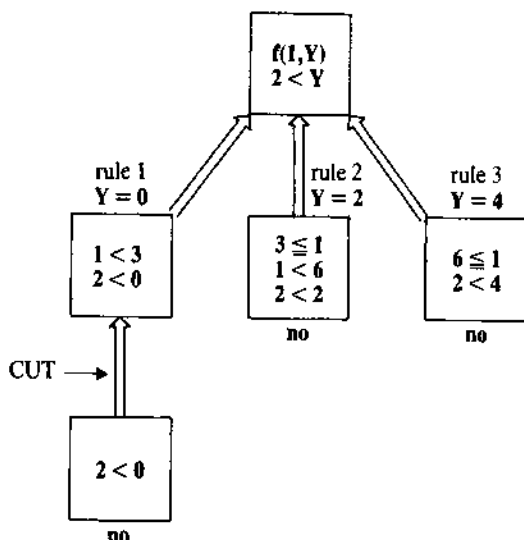 f(1,Y)
2 < Y
rule 1
Y = 0
rule 2
Y = 2
rule 3
Y = 4
1 < 3
2 < 0
3 ≦ 1
1 < 6
2 < 2
6 ≦ 1
2 < 4
no
no
CUT
2 < 0
no